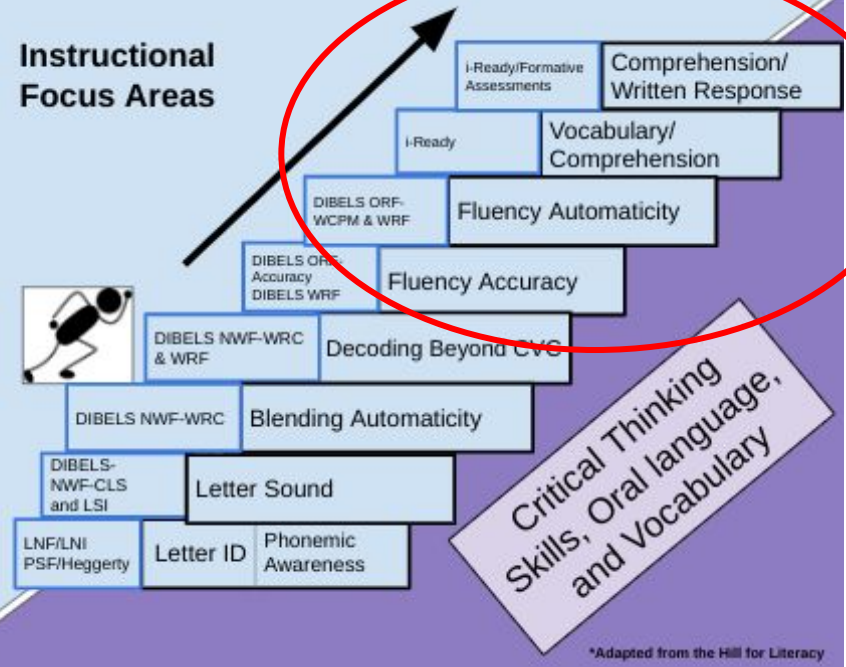 Instructional
Focus Areas
i-Ready/Formative
Assessments
Comprehension/
Written Response
i-Ready
Vocabulary/
Comprehension
DIBELS ORF-
WCPM & WRF
Fluency Automaticity
DIBELS ORF-
Accuracy
DIBELS WRF
Fluency Accuracy
DIBELS NWF-WRC
& WRF
Decoding Beyond CVC
DIBELS NWF-WRC
Blending Automaticity
DIBELS-
NWF-CLS
and LSI
Letter Sound
LNF/LNI
PSF/Heggerty
Letter ID
Phonemic
Awareness
Critical Thinking
Skills, Oral language,
and Vocabulary
*Adapted from the Hill for Literacy